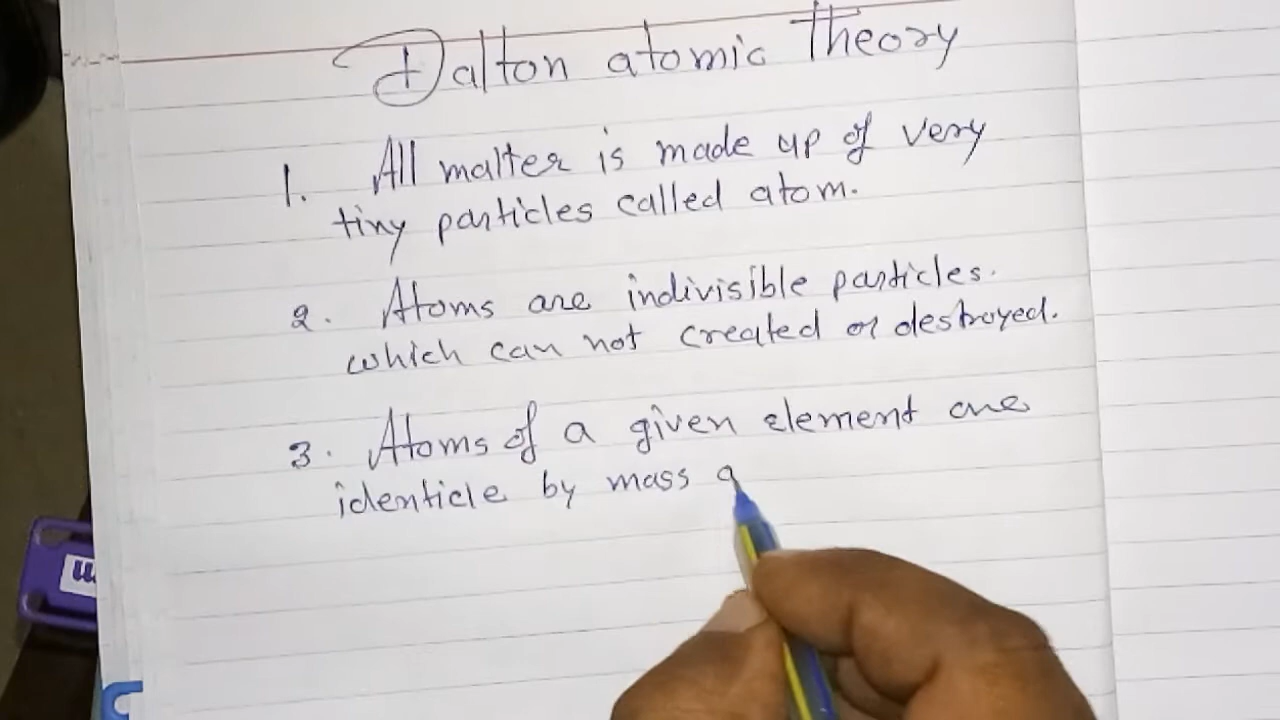 Dalton atomic Theory
1. All malter is made up of very
tiny particles called atom.
2. Atoms are indivisible particles.
which can not created or destroyed.
3. Atoms of a given element are
identicle by mass a